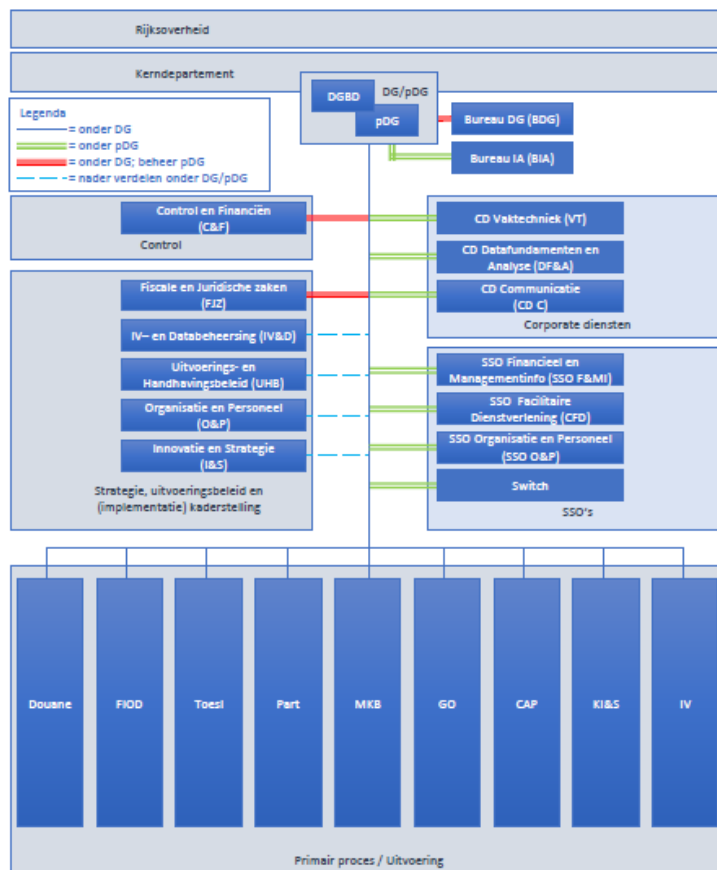 Rijksoverheid
Kerndepartement
DGBD
DG/pDG
pDG
Legenda
= onder DG
= onder pDG
= onder DG; beheer pDG
= nader verdelen onder DG/pDG
Bureau DG (BDG)
Bureau IA (BIA)
Control en Financiën
(C&F)
Control
CD Vaktechniek (VT)
CD Datafundamenten en
Analyse (DF&A)
CD Communicatie
(CD C)
Corporate diensten
Fiscale en Juridische zaken
(FJZ)
IV– en Databeheersing (IV&D)
Uitvoerings- en
Handhavingsbeleid (UHB)
Organisatie en Personeel
(O&P)
Innovatie en Strategie
(I&S)
Strategie, uitvoeringsbeleid en
(implementatie) kaderstelling
SSO Financieel en
Managementinfo (SSO F&MI)
SSO Facilitaire
Dienstverlening (CFD)
SSO Organisatie en Personeel
(SSO O&P)
Switch
SSO's
Douane
FIOD
Toesl
Part
MKB
GO
CAP
KI&S
IV
Primair proces / Uitvoering